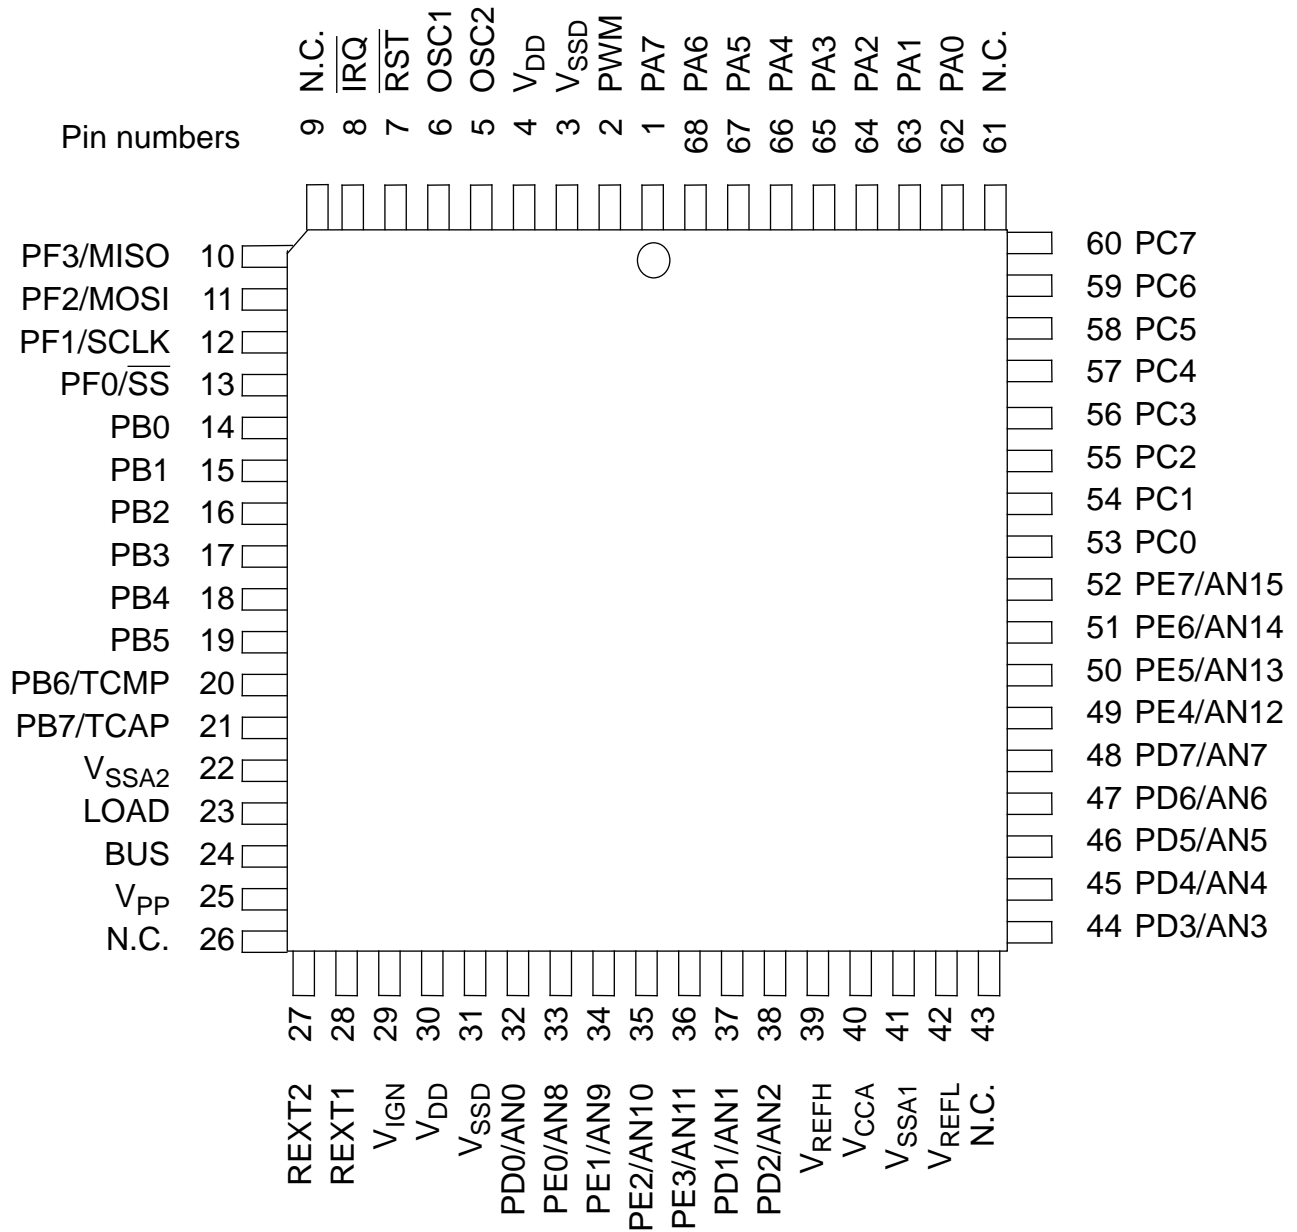 N.C. IRQ RST OSC1 OSC2 VDD VSSD PWM PA7 PA6 PA5 PA4 PA3 PA2 PA1 PA0 N.C.
Pin numbers 9 8 7 6 5 4 3 2 1 68 67 66 65 64 63 62 61
PF3/MISO 10
PF2/MOSI 11
PF1/SCLK 12
PF0/SS 13
PB0 14
PB1 15
PB2 16
PB3 17
PB4 18
PB5 19
PB6/TCMP 20
PB7/TCAP 21
VSSA2 22
LOAD 23
BUS 24
VPP 25
N.C. 26
60 PC7
59 PC6
58 PC5
57 PC4
56 PC3
55 PC2
54 PC1
53 PC0
52 PE7/AN15
51 PE6/AN14
50 PE5/AN13
49 PE4/AN12
48 PD7/AN7
47 PD6/AN6
46 PD5/AN5
45 PD4/AN4
44 PD3/AN3
27 28 29 30 31 32 33 34 35 36 37 38 39 40 41 42 43
REXT2 REXT1 VIGN VDD VSSD PD0/AN0 PE0/AN8 PE1/AN9 PE2/AN10 PE3/AN11 PD1/AN1 PD2/AN2 VREFH VCCA VSSA1 VREFL N.C.